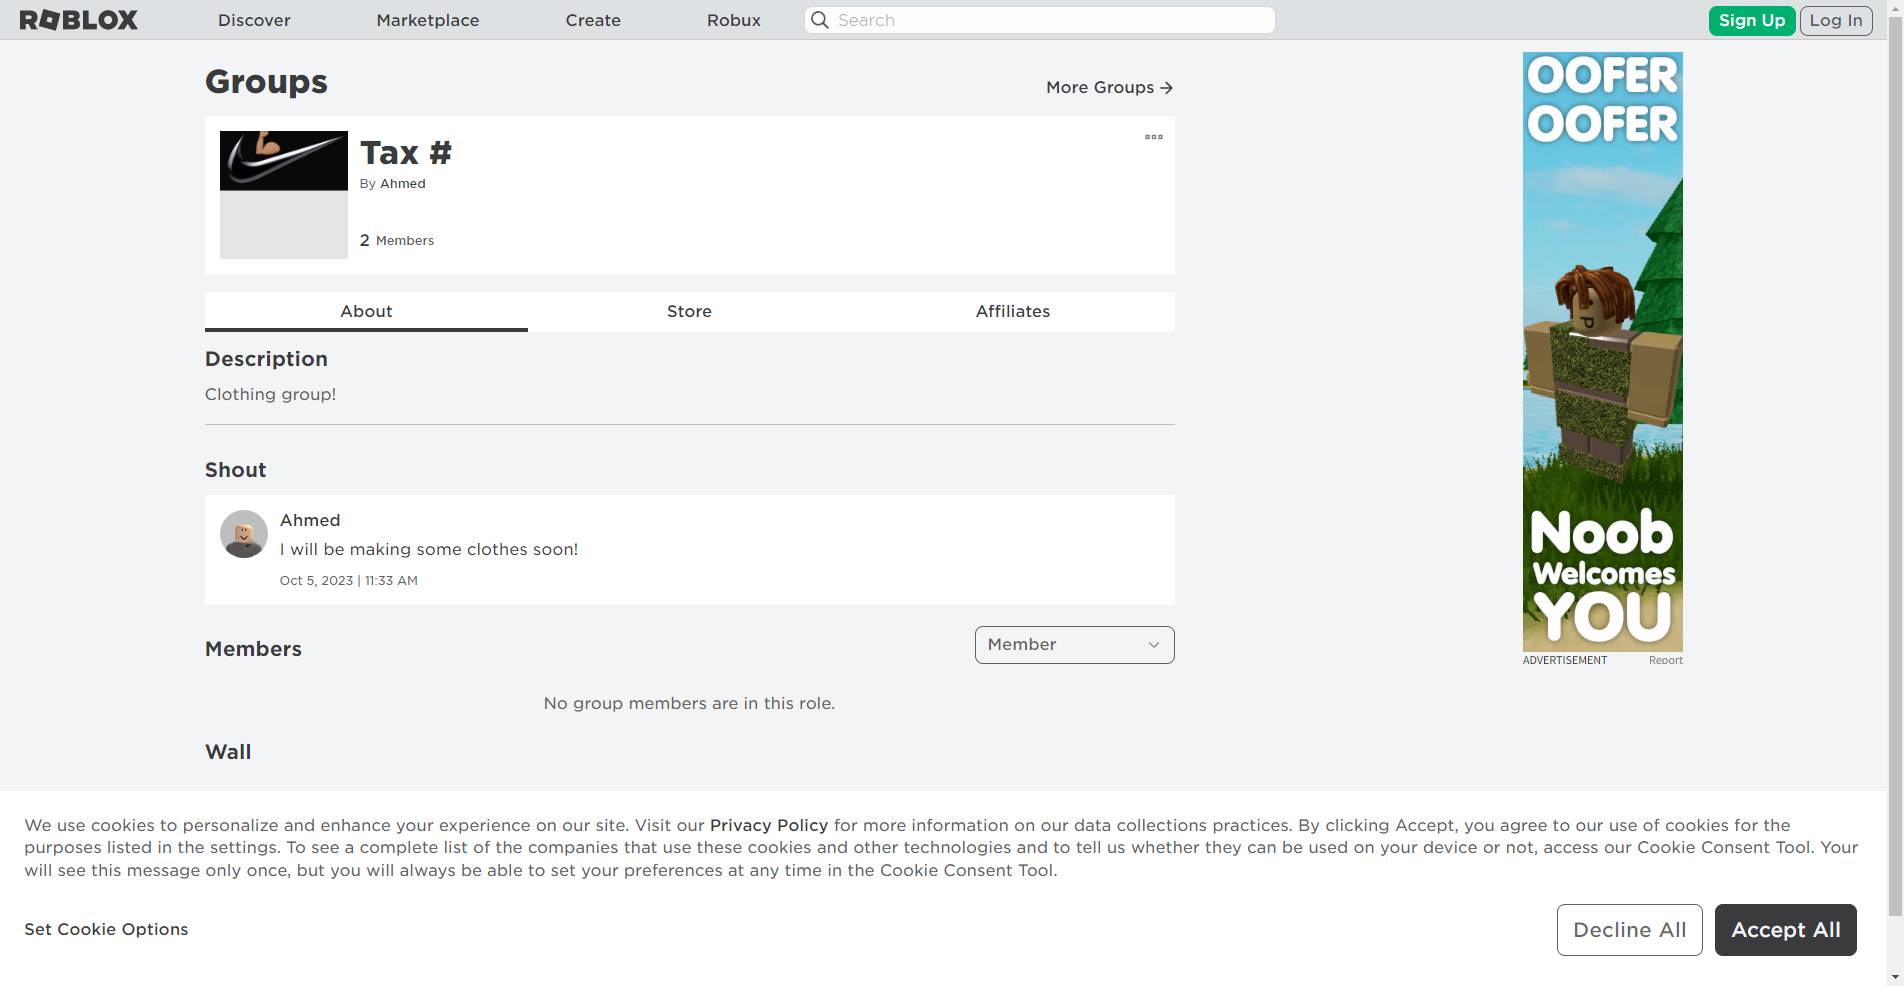 ROBLOX Discover Marketplace Create Robux Search Sign Up Log In
Groups
More Groups
Tax #
By Ahmed
2 Members
About Store Affiliates
Description
Clothing group!
Shout
Ahmed
I will be making some clothes soon!
Oct 5, 2023 | 11:33 AM
Members
Member
No group members are in this role.
Wall
OOFER
OOFER
Noob
Welcomes
YOU
ADVERTISEMENT Report
We use cookies to personalize and enhance your experience on our site. Visit our Privacy Policy for more information on our data collections practices. By clicking Accept, you agree to our use of cookies for the
purposes listed in the settings. To see a complete list of the companies that use these cookies and other technologies and to tell us whether they can be used on your device or not, access our Cookie Consent Tool. Your
will see this message only once, but you will always be able to set your preferences at any time in the Cookie Consent Tool.
Set Cookie Options
Decline All
Accept All